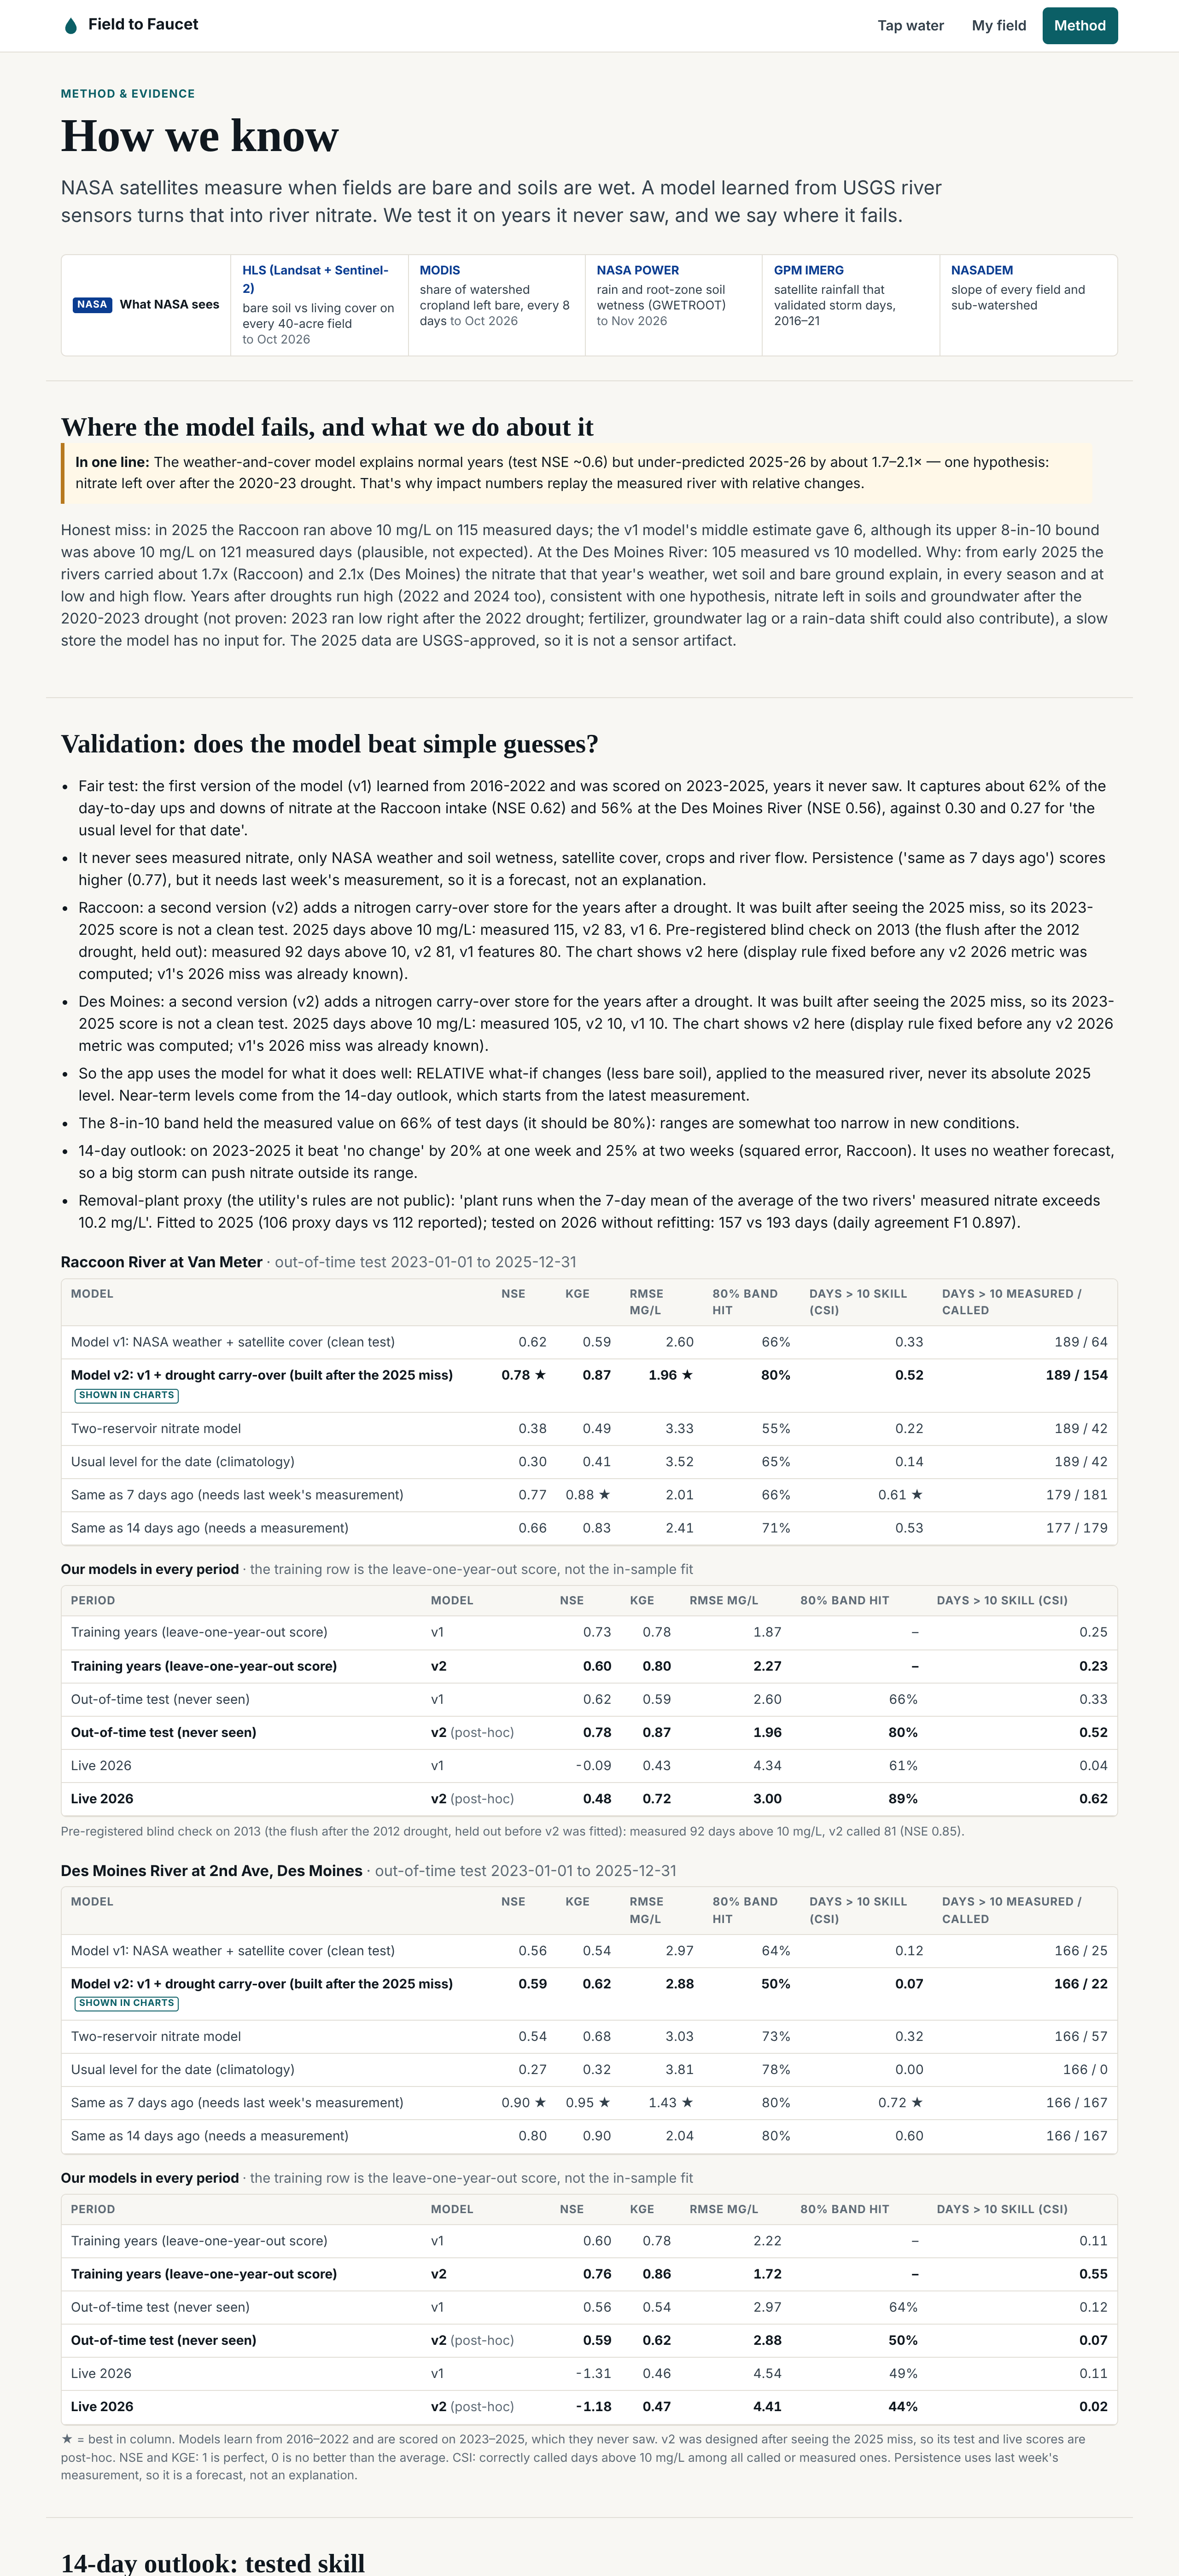 Field to Faucet
Tap water
My field
Method
METHOD & EVIDENCE
How we know
NASA satellites measure when fields are bare and soils are wet. A model learned from USGS river
sensors turns that into river nitrate. We test it on years it never saw, and we say where it fails.
NASA What NASA sees
HLS (Landsat + Sentinel-
2)
bare soil vs living cover on
every 40-acre field
to Oct 2026
MODIS
share of watershed
cropland left bare, every 8
days to Oct 2026
NASA POWER
rain and root-zone soil
wetness (GWETROOT)
to Nov 2026
GPM IMERG
satellite rainfall that
validated storm days,
2016–21
NASADEM
slope of every field and
sub-watershed
Where the model fails, and what we do about it
In one line: The weather-and-cover model explains normal years (test NSE ~0.6) but under-predicted 2025-26 by about 1.7–2.1× — one hypothesis:
nitrate left over after the 2020-23 drought. That's why impact numbers replay the measured river with relative changes.
Honest miss: in 2025 the Raccoon ran above 10 mg/L on 115 measured days; the v1 model's middle estimate gave 6, although its upper 8-in-10 bound
was above 10 mg/L on 121 measured days (plausible, not expected). At the Des Moines River: 105 measured vs 10 modelled. Why: from early 2025 the
rivers carried about 1.7x (Raccoon) and 2.1x (Des Moines) the nitrate that that year's weather, wet soil and bare ground explain, in every season and at
low and high flow. Years after droughts run high (2022 and 2024 too), consistent with one hypothesis, nitrate left in soils and groundwater after the
2020-2023 drought (not proven: 2023 ran low right after the 2022 drought; fertilizer, groundwater lag or a rain-data shift could also contribute), a slow
store the model has no input for. The 2025 data are USGS-approved, so it is not a sensor artifact.
Validation: does the model beat simple guesses?
• Fair test: the first version of the model (v1) learned from 2016-2022 and was scored on 2023-2025, years it never saw. It captures about 62% of the
day-to-day ups and downs of nitrate at the Raccoon intake (NSE 0.62) and 56% at the Des Moines River (NSE 0.56), against 0.30 and 0.27 for 'the
usual level for that date'.
• It never sees measured nitrate, only NASA weather and soil wetness, satellite cover, crops and river flow. Persistence ('same as 7 days ago') scores
higher (0.77), but it needs last week's measurement, so it is a forecast, not an explanation.
• Raccoon: a second version (v2) adds a nitrogen carry-over store for the years after a drought. It was built after seeing the 2025 miss, so its 2023-
2025 score is not a clean test. 2025 days above 10 mg/L: measured 115, v2 83, v1 6. Pre-registered blind check on 2013 (the flush after the 2012
drought, held out): measured 92 days above 10, v2 81, v1 features 80. The chart shows v2 here (display rule fixed before any v2 2026 metric was
computed; v1's 2026 miss was already known).
• Des Moines: a second version (v2) adds a nitrogen carry-over store for the years after a drought. It was built after seeing the 2025 miss, so its 2023-
2025 score is not a clean test. 2025 days above 10 mg/L: measured 105, v2 10, v1 10. The chart shows v2 here (display rule fixed before any v2 2026
metric was computed; v1's 2026 miss was already known).
• So the app uses the model for what it does well: RELATIVE what-if changes (less bare soil), applied to the measured river, never its absolute 2025
level. Near-term levels come from the 14-day outlook, which starts from the latest measurement.
• The 8-in-10 band held the measured value on 66% of test days (it should be 80%): ranges are somewhat too narrow in new conditions.
• 14-day outlook: on 2023-2025 it beat 'no change' by 20% at one week and 25% at two weeks (squared error, Raccoon). It uses no weather forecast,
so a big storm can push nitrate outside its range.
• Removal-plant proxy (the utility's rules are not public): 'plant runs when the 7-day mean of the average of the two rivers' measured nitrate exceeds
10.2 mg/L'. Fitted to 2025 (106 proxy days vs 112 reported); tested on 2026 without refitting: 157 vs 193 days (daily agreement F1 0.897).
Raccoon River at Van Meter · out-of-time test 2023-01-01 to 2025-12-31
MODEL NSE KGE RMSE MG/L 80% BAND HIT DAYS > 10 SKILL (CSI) DAYS > 10 MEASURED / CALLED
Model v1: NASA weather + satellite cover (clean test) 0.62 0.59 2.60 66% 0.33 189 / 64
Model v2: v1 + drought carry-over (built after the 2025 miss) 0.78 ★ 0.87 1.96 ★ 80% 0.52 189 / 154
SHOWN IN CHARTS
Two-reservoir nitrate model 0.38 0.49 3.33 55% 0.22 189 / 42
Usual level for the date (climatology) 0.30 0.41 3.52 65% 0.14 189 / 42
Same as 7 days ago (needs last week's measurement) 0.77 0.88 ★ 2.01 66% 0.61 ★ 179 / 181
Same as 14 days ago (needs a measurement) 0.66 0.83 2.41 71% 0.53 177 / 179
Our models in every period · the training row is the leave-one-year-out score, not the in-sample fit
PERIOD MODEL NSE KGE RMSE MG/L 80% BAND HIT DAYS > 10 SKILL (CSI)
Training years (leave-one-year-out score) v1 0.73 0.78 1.87 – 0.25
Training years (leave-one-year-out score) v2 0.60 0.80 2.27 – 0.23
Out-of-time test (never seen) v1 0.62 0.59 2.60 66% 0.33
Out-of-time test (never seen) v2 (post-hoc) 0.78 0.87 1.96 80% 0.52
Live 2026 v1 -0.09 0.43 4.34 61% 0.04
Live 2026 v2 (post-hoc) 0.48 0.72 3.00 89% 0.62
Pre-registered blind check on 2013 (the flush after the 2012 drought, held out before v2 was fitted): measured 92 days above 10 mg/L, v2 called 81 (NSE 0.85).
Des Moines River at 2nd Ave, Des Moines · out-of-time test 2023-01-01 to 2025-12-31
MODEL NSE KGE RMSE MG/L 80% BAND HIT DAYS > 10 SKILL (CSI) DAYS > 10 MEASURED / CALLED
Model v1: NASA weather + satellite cover (clean test) 0.56 0.54 2.97 64% 0.12 166 / 25
Model v2: v1 + drought carry-over (built after the 2025 miss) 0.59 0.62 2.88 50% 0.07 166 / 22
SHOWN IN CHARTS
Two-reservoir nitrate model 0.54 0.68 3.03 73% 0.32 166 / 57
Usual level for the date (climatology) 0.27 0.32 3.81 78% 0.00 166 / 0
Same as 7 days ago (needs last week's measurement) 0.90 ★ 0.95 ★ 1.43 ★ 80% 0.72 ★ 166 / 167
Same as 14 days ago (needs a measurement) 0.80 0.90 2.04 80% 0.60 166 / 167
Our models in every period · the training row is the leave-one-year-out score, not the in-sample fit
PERIOD MODEL NSE KGE RMSE MG/L 80% BAND HIT DAYS > 10 SKILL (CSI)
Training years (leave-one-year-out score) v1 0.60 0.78 2.22 – 0.11
Training years (leave-one-year-out score) v2 0.76 0.86 1.72 – 0.55
Out-of-time test (never seen) v1 0.56 0.54 2.97 64% 0.12
Out-of-time test (never seen) v2 (post-hoc) 0.59 0.62 2.88 50% 0.07
Live 2026 v1 -1.31 0.46 4.54 49% 0.11
Live 2026 v2 (post-hoc) -1.18 0.47 4.41 44% 0.02
★ = best in column. Models learn from 2016–2022 and are scored on 2023–2025, which they never saw. v2 was designed after seeing the 2025 miss, so its test and live scores are
post-hoc. NSE and KGE: 1 is perfect, 0 is no better than the average. CSI: correctly called days above 10 mg/L among all called or measured ones. Persistence uses last week's
measurement, so it is a forecast, not an explanation.
14-day outlook: tested skill